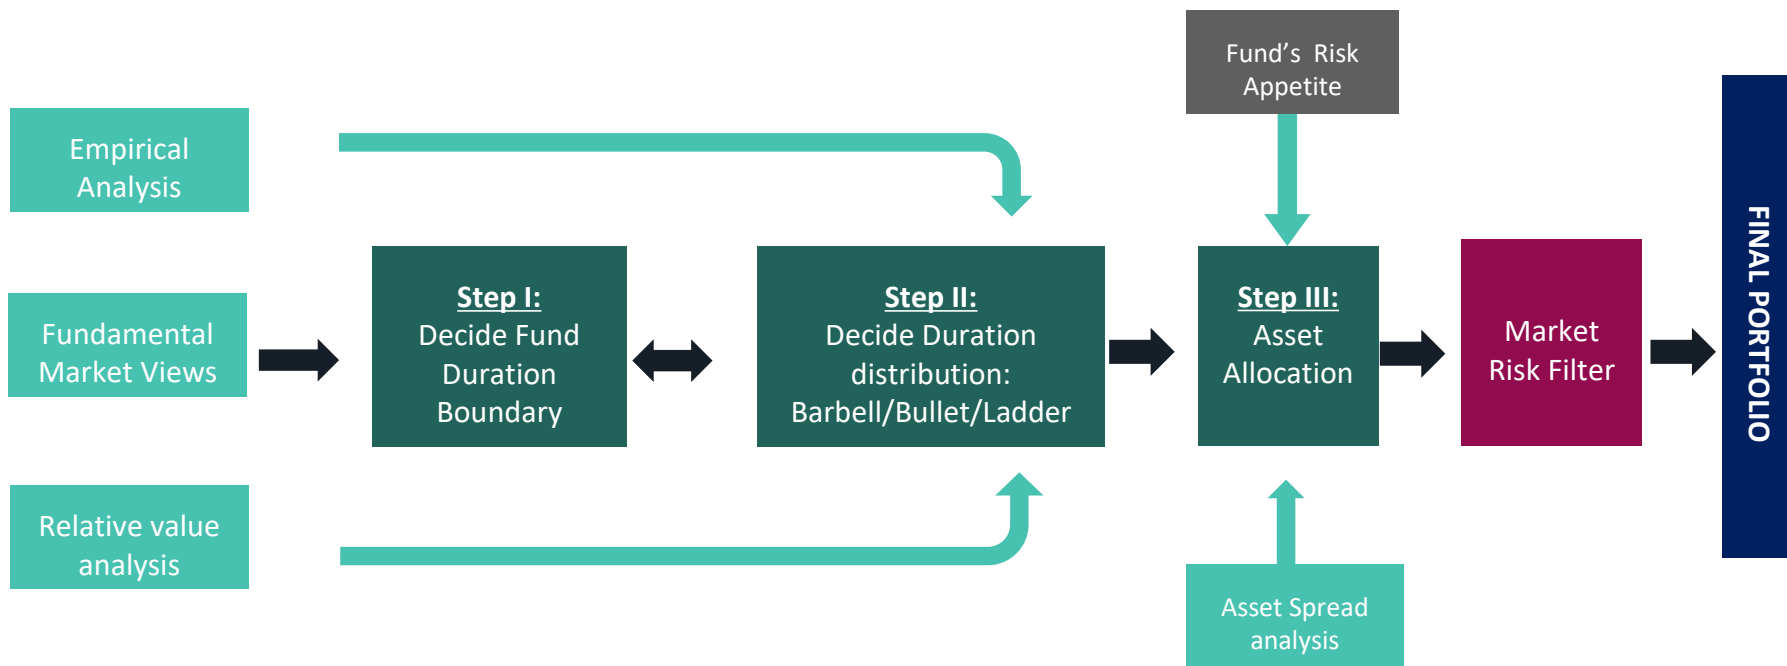 Empirical
Analysis
Fundamental
Market Views
Relative value
analysis
Step I:
Decide Fund
Duration
Boundary
Step II:
Decide Duration
distribution:
Barbell/Bullet/Ladder
Fund's  Risk
Appetite
Step III:
Asset
Allocation
Asset Spread
analysis
Market
Risk Filter
FINAL PORTFOLIO